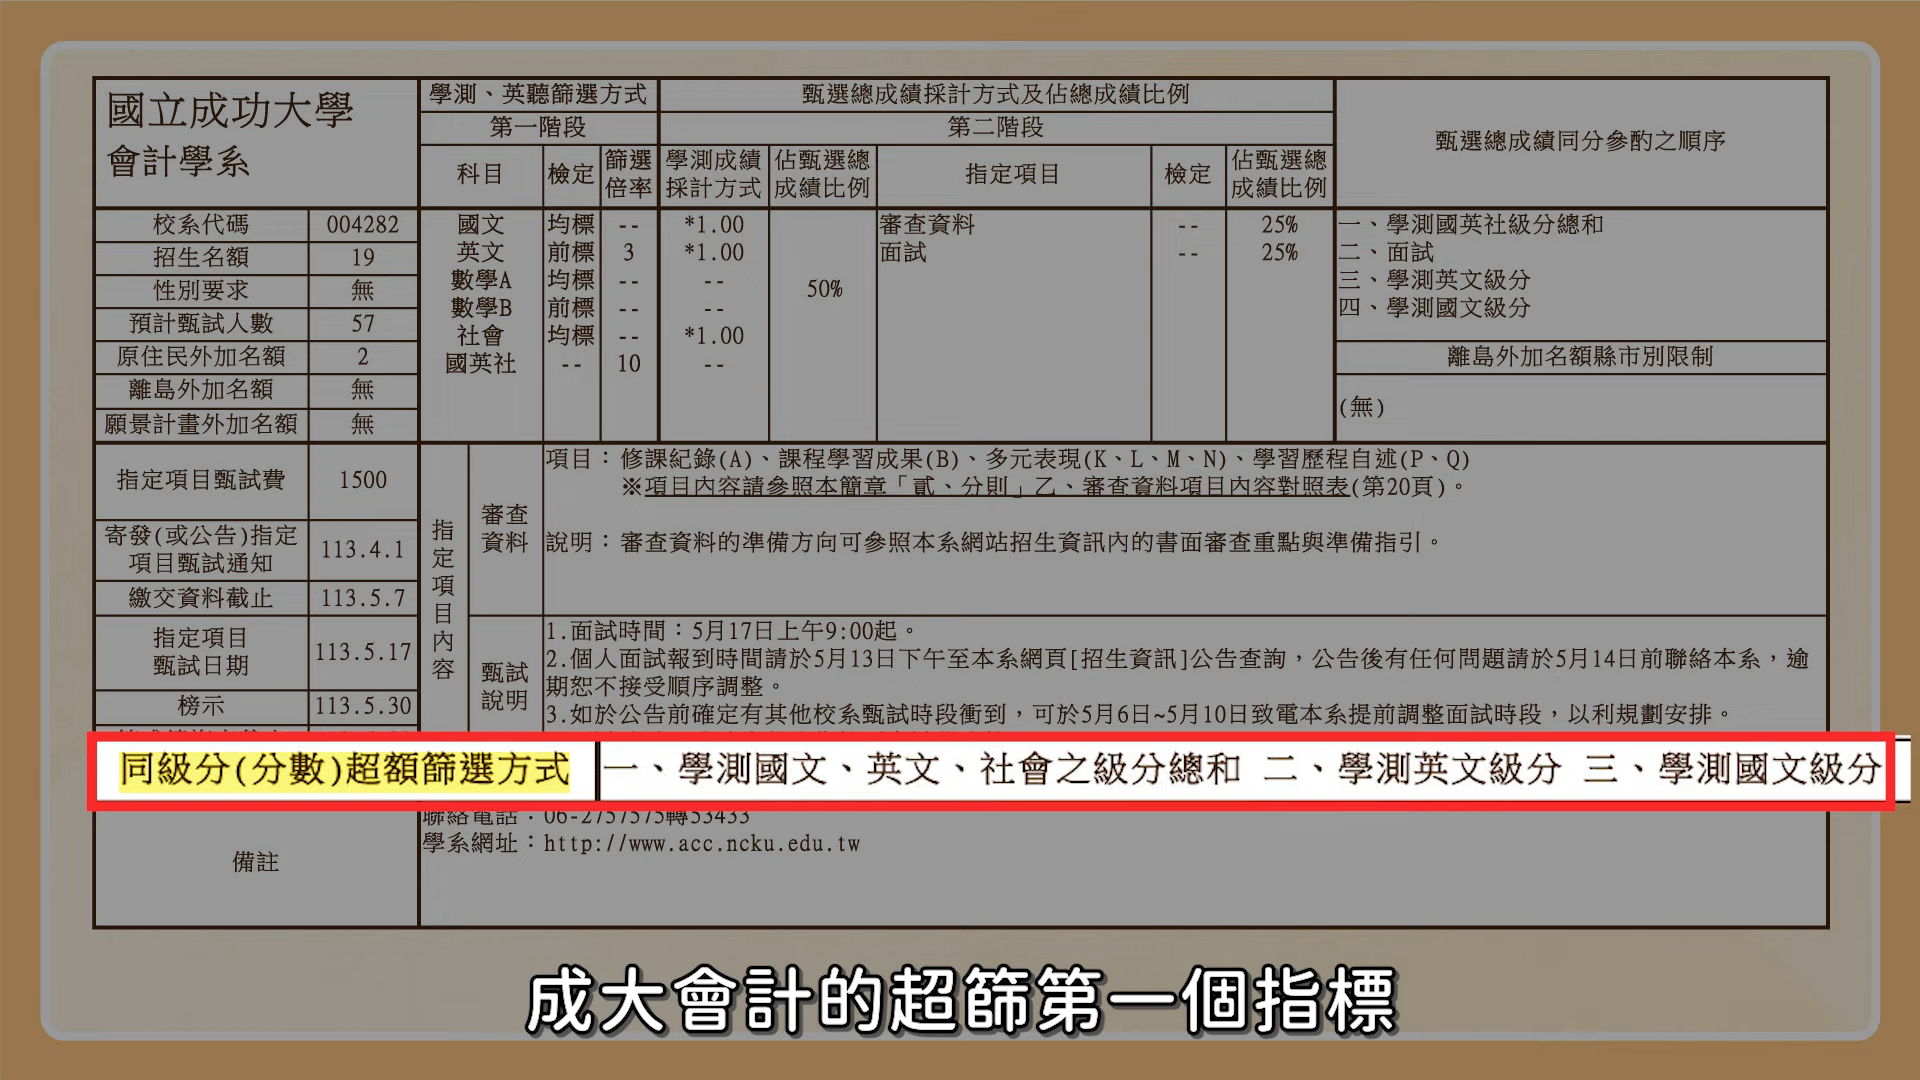 國立成功大學
會計學系
學測、英聽篩選方式
甄選總成績採計方式及佔總成績比例
甄選總成績同分參酌之順序
第一階段
第二階段
科目 檢定 篩選倍率 學測成績採計方式 佔甄選總成績比例 指定項目 檢定 佔甄選總成績比例
校系代碼 004282
招生名額 19
性別要求 無
預計甄試人數 57
原住民外加名額 2
離島外加名額 無
願景計畫外加名額 無
國文 均標 -- *1.00
英文 前標 3 *1.00
數學A 均標 -- --
數學B 前標 -- --
社會 均標 -- *1.00
國英社 -- 10 --
50%
審查資料 -- 25%
面試 -- 25%
一、學測國英社級分總和
二、面試
三、學測英文級分
四、學測國文級分
離島外加名額縣市別限制
(無)
指定項目甄試費 1500
寄發(或公告)指定項目甄試通知 113.4.1
繳交資料截止 113.5.7
指定項目甄試日期 113.5.17
榜示 113.5.30
指定項目內容
審查資料
項目：修課紀錄(A)、課程學習成果(B)、多元表現(K、L、M、N)、學習歷程自述(P、Q)
※項目內容請參照本簡章「貳、分則」乙、審查資料項目內容對照表(第20頁)。
說明：審查資料的準備方向可參照本系網站招生資訊內的書面審查重點與準備指引。
甄試說明
1.面試時間：5月17日上午9:00起。
2.個人面試報到時間請於5月13日下午至本系網頁[招生資訊]公告查詢，公告後有任何問題請於5月14日前聯絡本系，逾
期恕不接受順序調整。
3.如於公告前確定有其他校系甄試時段衝到，可於5月6日~5月10日致電本系提前調整面試時段，以利規劃安排。
同級分(分數)超額篩選方式 一、學測國文、英文、社會之級分總和 二、學測英文級分 三、學測國文級分
備註
聯絡電話：06-2757575轉53433
學系網址：http://www.acc.ncku.edu.tw
成大會計的超篩第一個指標